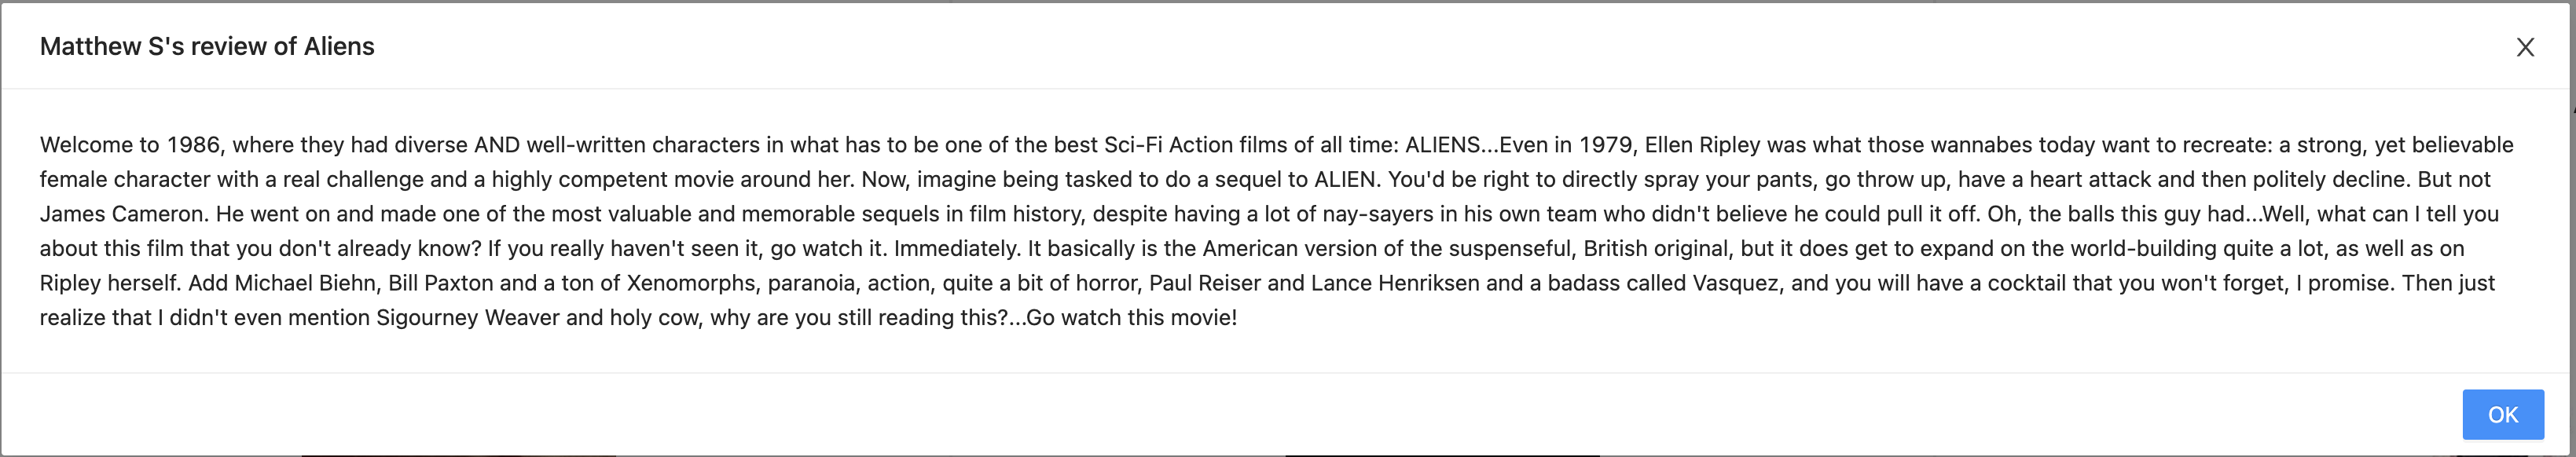 Matthew S's review of Aliens
Welcome to 1986, where they had diverse AND well-written characters in what has to be one of the best Sci-Fi Action films of all time: ALIENS...Even in 1979, Ellen Ripley was what those wannabes today want to recreate: a strong, yet believable
female character with a real challenge and a highly competent movie around her. Now, imagine being tasked to do a sequel to ALIEN. You'd be right to directly spray your pants, go throw up, have a heart attack and then politely decline. But not
James Cameron. He went on and made one of the most valuable and memorable sequels in film history, despite having a lot of nay-sayers in his own team who didn't believe he could pull it off. Oh, the balls this guy had...Well, what can I tell you
about this film that you don't already know? If you really haven't seen it, go watch it. Immediately. It basically is the American version of the suspenseful, British original, but it does get to expand on the world-building quite a lot, as well as on
Ripley herself. Add Michael Biehn, Bill Paxton and a ton of Xenomorphs, paranoia, action, quite a bit of horror, Paul Reiser and Lance Henriksen and a badass called Vasquez, and you will have a cocktail that you won't forget, I promise. Then just
realize that I didn't even mention Sigourney Weaver and holy cow, why are you still reading this?...Go watch this movie!
OK